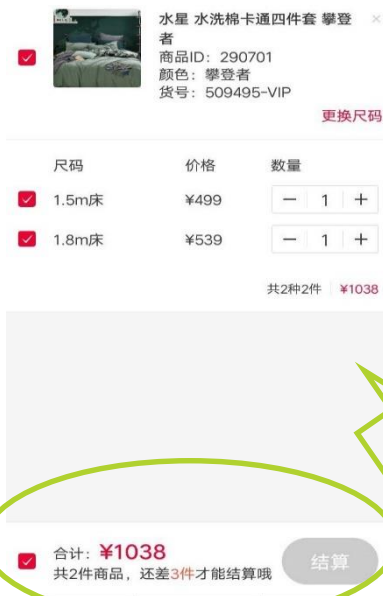 水星 水洗棉卡通四件套 攀登
者
商品ID：290701
颜色：攀登者
货号：509495-VIP
更换尺码
尺码 价格 数量
1.5m床 ¥499 － 1 ＋
1.8m床 ¥539 － 1 ＋
共2种2件 ¥1038
合计：¥1038
共2件商品，还差3件才能结算哦
结算